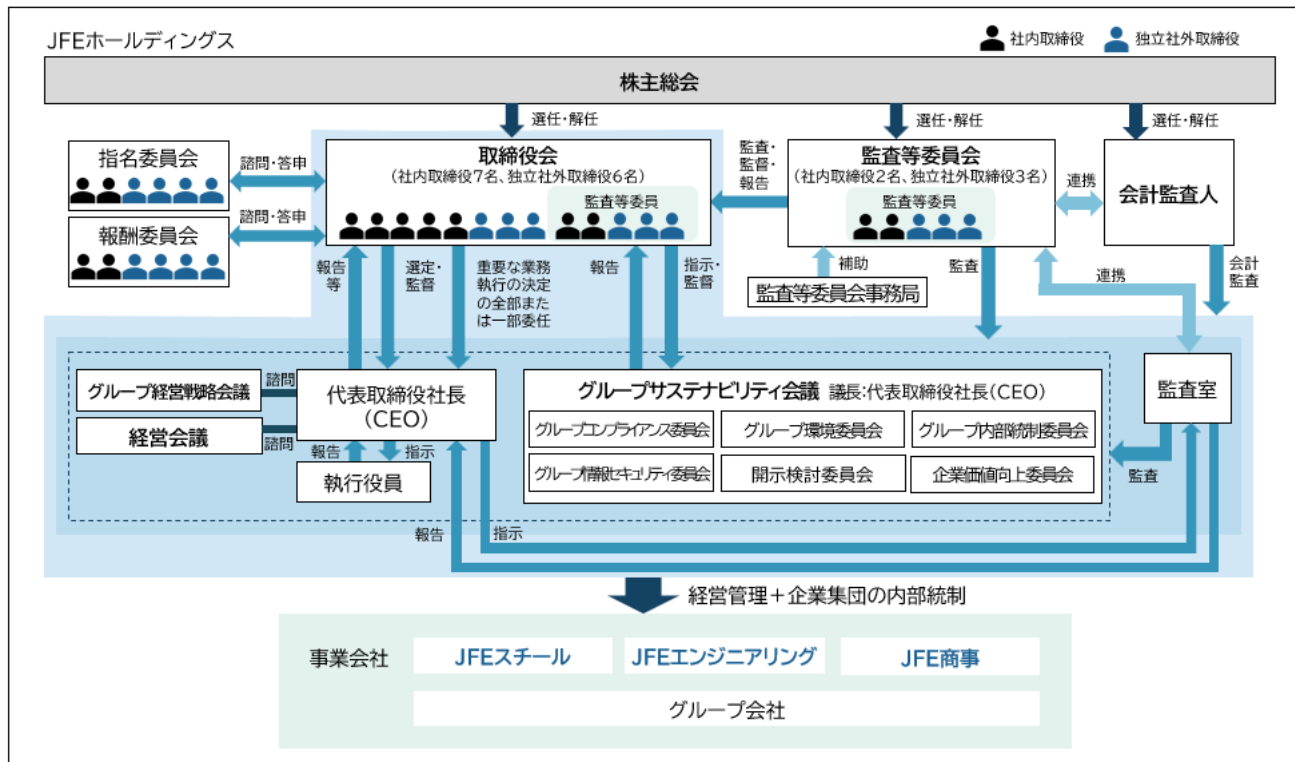 JFEホールディングス
社内取締役
独立社外取締役
株主総会
選任・解任
選任・解任
選任・解任
指名委員会
諮問・答申
報酬委員会
諮問・答申
取締役会
(社内取締役7名、独立社外取締役6名)
監査等委員
監査・
監督・
報告
監査等委員会
(社内取締役2名、独立社外取締役3名)
監査等委員
連携
会計監査人
報告
等
選定・
監督
重要な業務
執行の決定
の全部また
は一部委任
報告
指示・
監督
補助
監査等委員会事務局
監査
連携
会計
監査
グループ経営戦略会議
諮問
経営会議
諮問
代表取締役社長
(CEO)
報告
指示
執行役員
グループサステナビリティ会議 議長:代表取締役社長(CEO)
グループコンプライアンス委員会
グループ環境委員会
グループ内部統制委員会
グループ情報セキュリティ委員会
開示検討委員会
企業価値向上委員会
監査室
監査
報告
指示
経営管理+企業集団の内部統制
事業会社
JFEスチール
JFEエンジニアリング
JFE商事
グループ会社